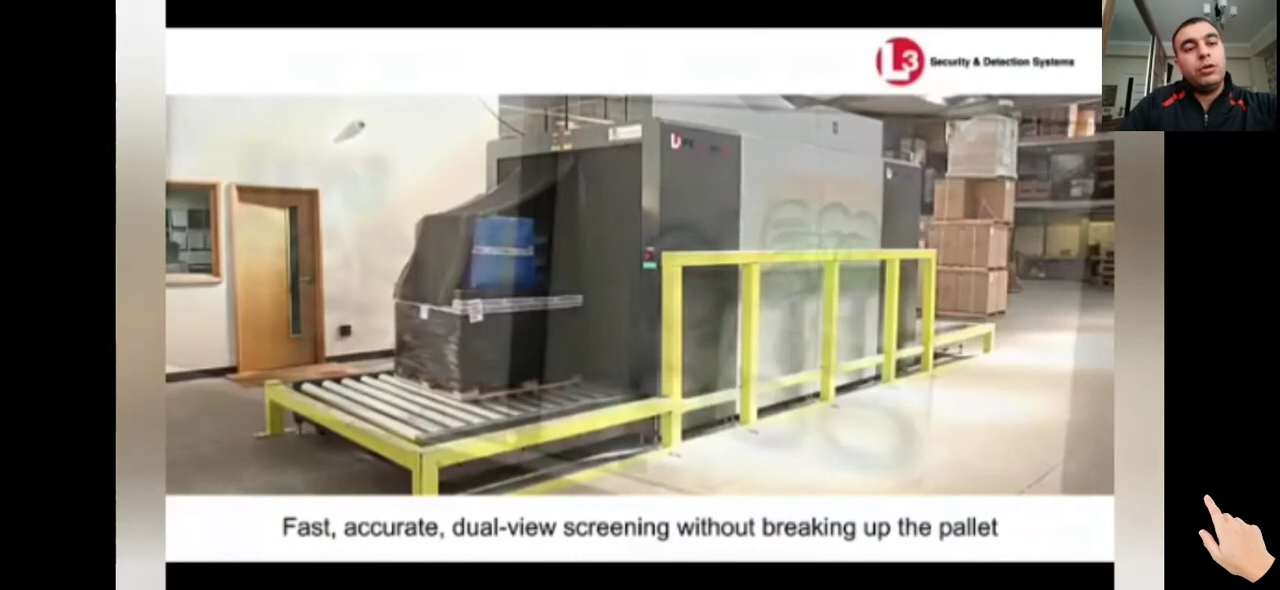 L3 Security & Detection Systems
Fast, accurate, dual-view screening without breaking up the pallet